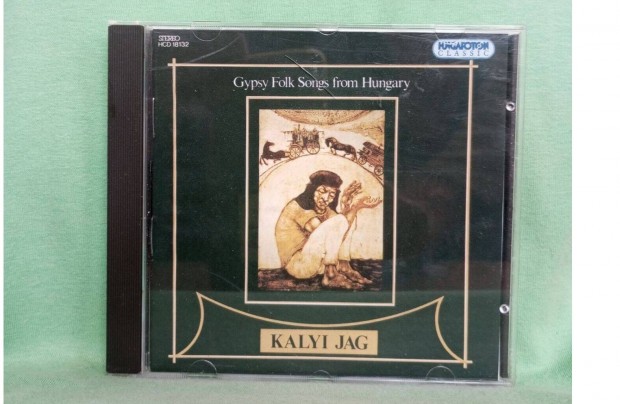 STEREO
HCD 18132
HUNGAROTON
CLASSIC
Gypsy Folk Songs from Hungary
KALYI JAG